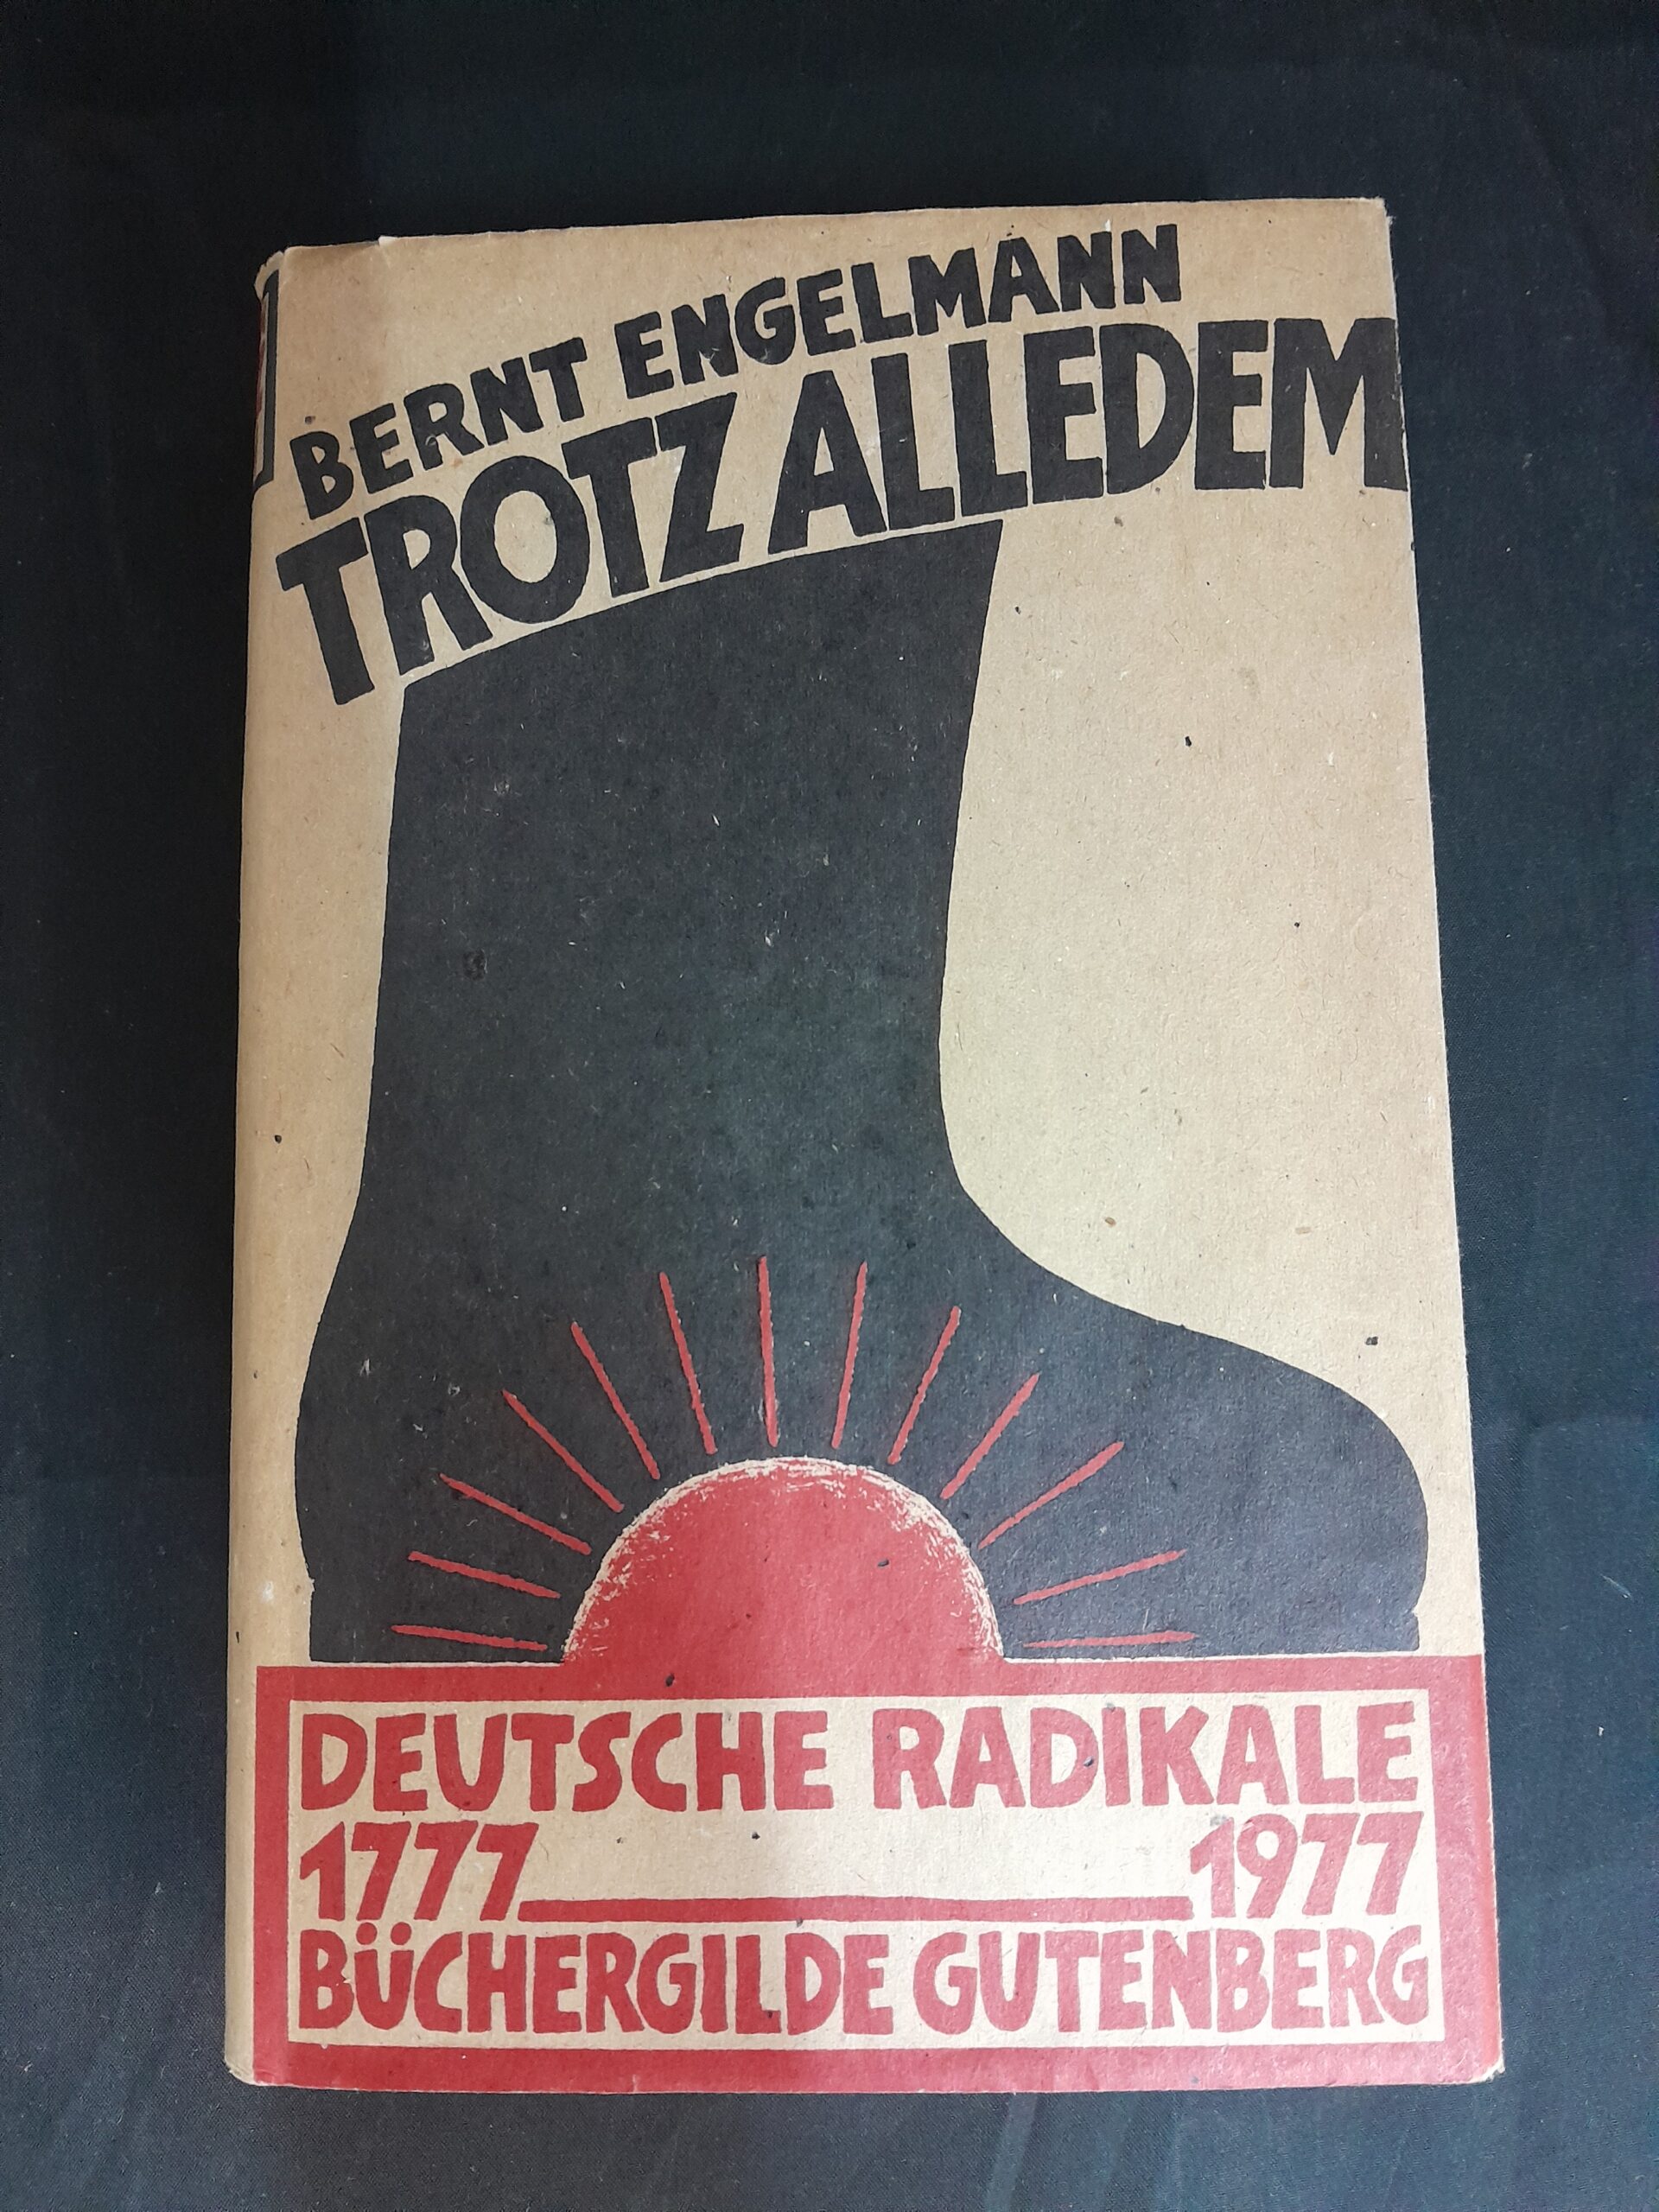 BERNT ENGELMANN
TROTZ ALLEDEM
DEUTSCHE RADIKALE
1777 1977
BÜCHERGILDE GUTENBERG